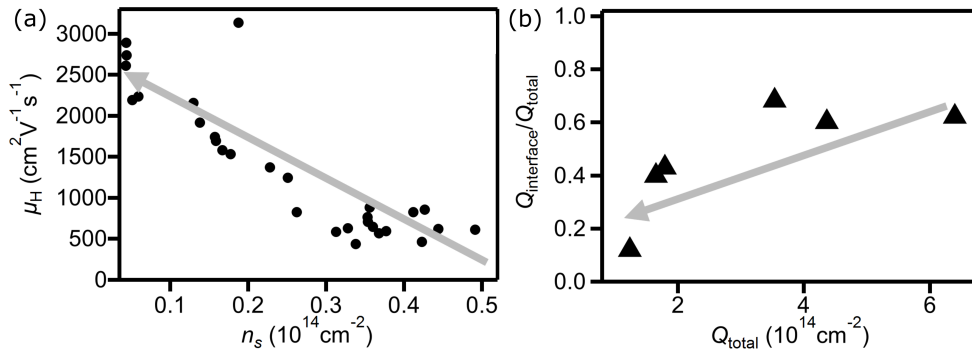 (a)
3000
2500
2000
1500
1000
500
0
μH (cm2V-1s-1)
0.1 0.2 0.3 0.4 0.5
ns (1014cm-2)
(b)
1.0
0.8
0.6
0.4
0.2
0.0
Qinterface/Qtotal
2 4 6
Qtotal (1014cm-2)